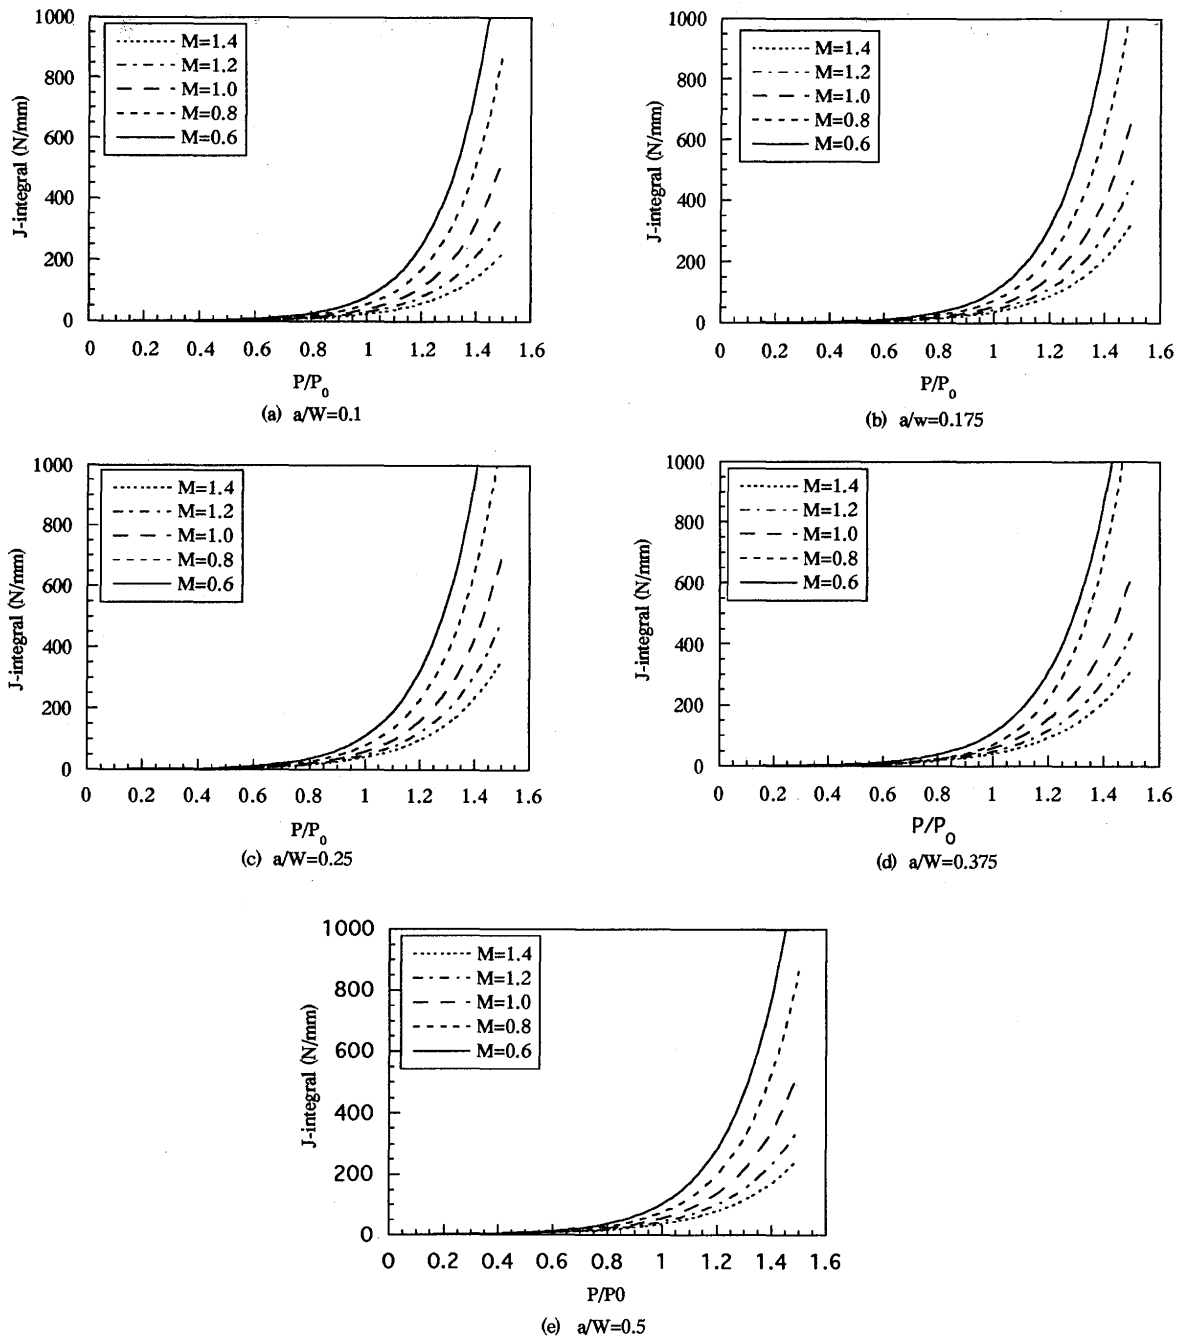 1000
800
600
400
200
0
J-integral (N/mm)
M=1.4
M=1.2
M=1.0
M=0.8
M=0.6
0 0.2 0.4 0.6 0.8 1 1.2 1.4 1.6
P/P0
(a) a/W=0.1
1000
800
600
400
200
0
J-integral (N/mm)
M=1.4
M=1.2
M=1.0
M=0.8
M=0.6
0 0.2 0.4 0.6 0.8 1 1.2 1.4 1.6
P/P0
(b) a/w=0.175
1000
800
600
400
200
0
J-integral (N/mm)
M=1.4
M=1.2
M=1.0
M=0.8
M=0.6
0 0.2 0.4 0.6 0.8 1 1.2 1.4 1.6
P/P0
(c) a/W=0.25
1000
800
600
400
200
0
J-integral (N/mm)
M=1.4
M=1.2
M=1.0
M=0.8
M=0.6
0 0.2 0.4 0.6 0.8 1 1.2 1.4 1.6
P/P0
(d) a/W=0.375
1000
800
600
400
200
0
J-integral (N/mm)
M=1.4
M=1.2
M=1.0
M=0.8
M=0.6
0 0.2 0.4 0.6 0.8 1 1.2 1.4 1.6
P/P0
(e) a/W=0.5